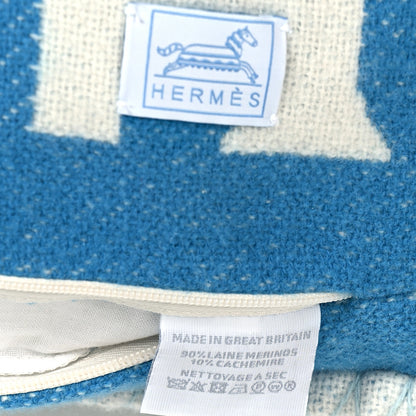 HERMÈS
MADE IN GREAT BRITAIN
90% LAINE MERINOS
10% CACHEMIRE
NETTOYAGE A SEC